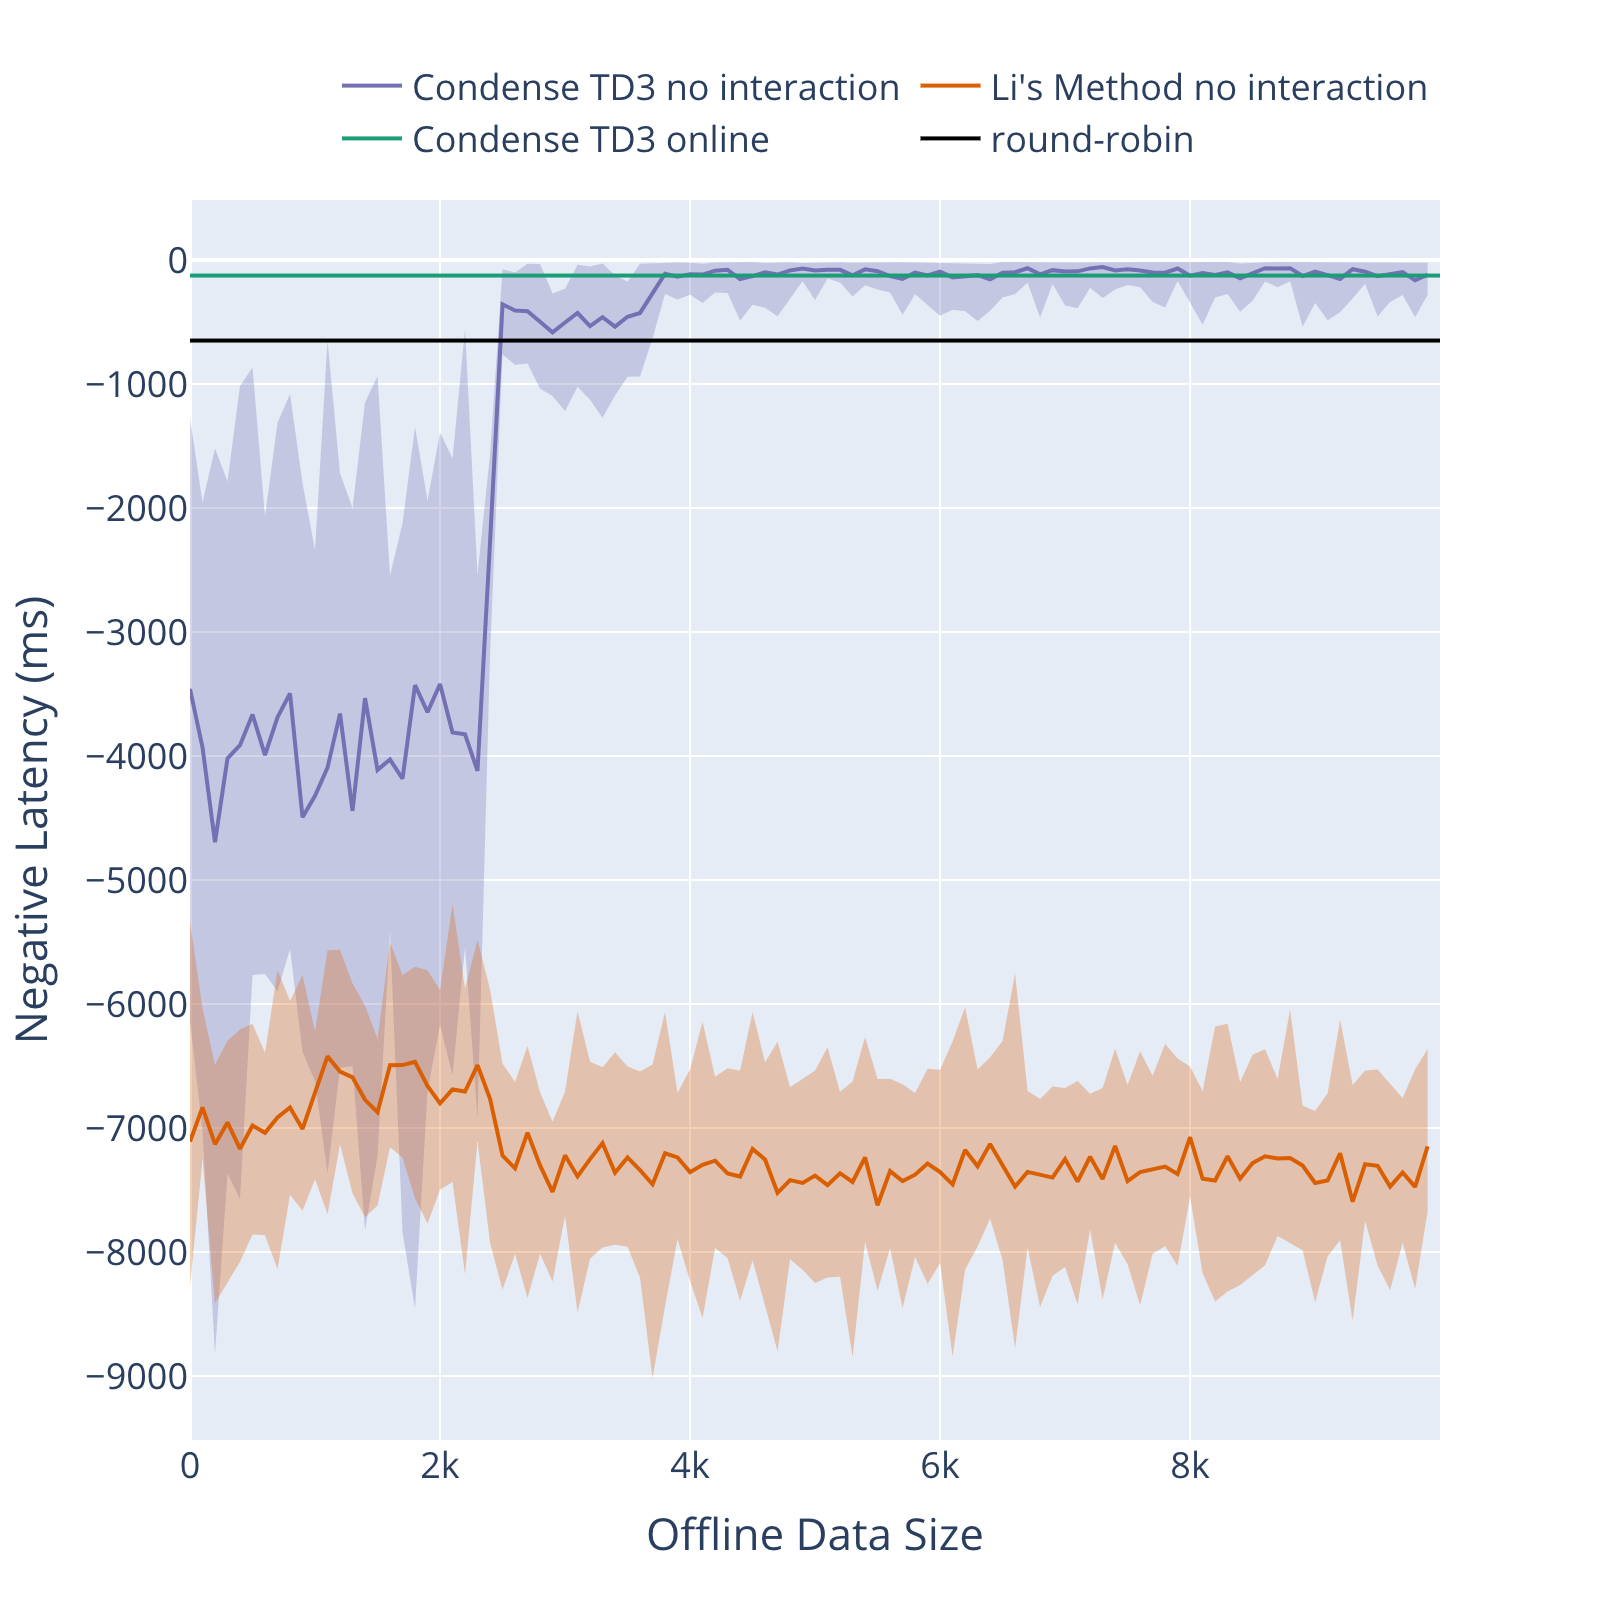 Condense TD3 no interaction Li's Method no interaction
Condense TD3 online round-robin
0
−1000
−2000
−3000
−4000
−5000
−6000
−7000
−8000
−9000
Negative Latency (ms)
0 2k 4k 6k 8k
Offline Data Size